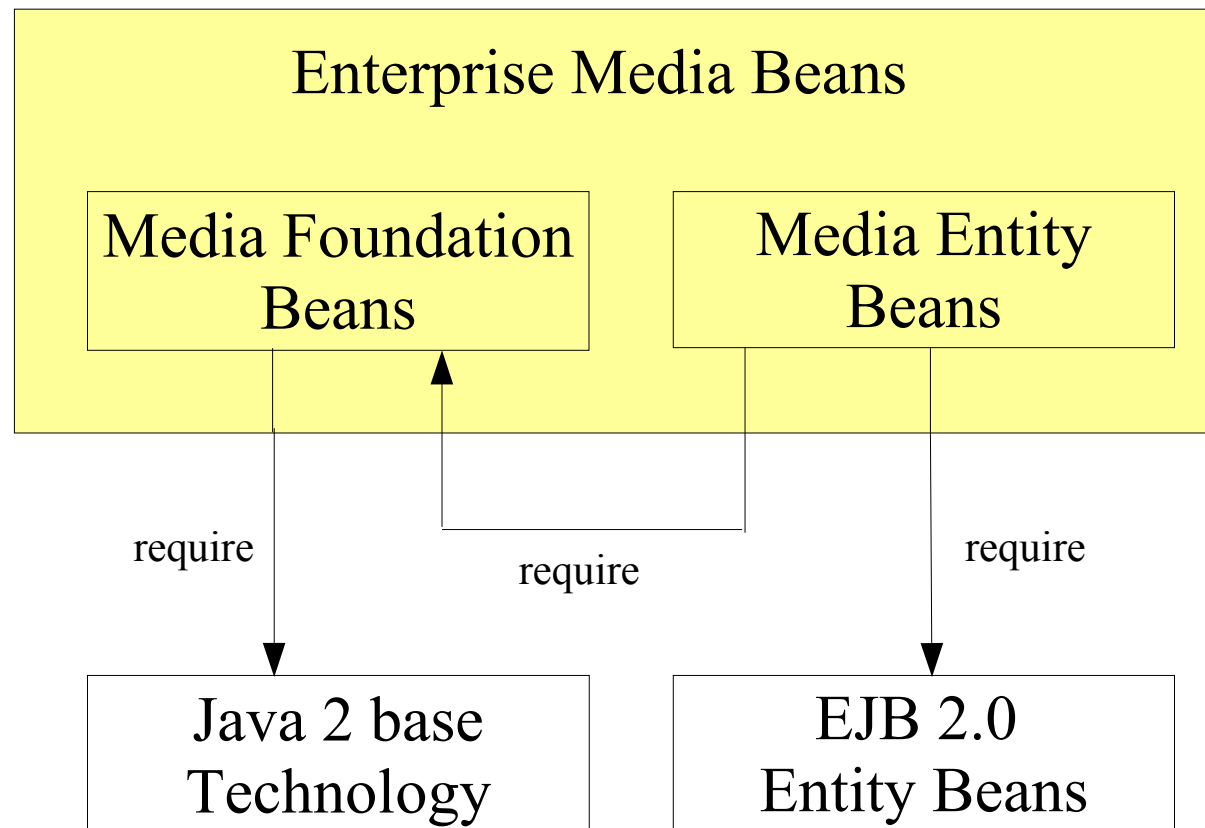 Enterprise Media Beans
Media Foundation
Beans
Media Entity
Beans
require
require
require
Java 2 base
Technology
EJB 2.0
Entity Beans